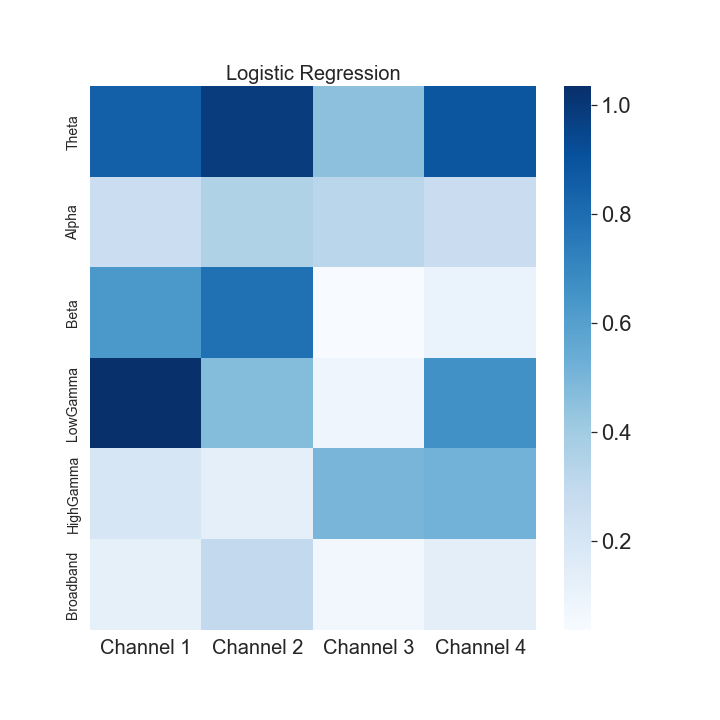 Logistic Regression
Theta
Alpha
Beta
LowGamma
HighGamma
Broadband
Channel 1 Channel 2 Channel 3 Channel 4
1.0
0.8
0.6
0.4
0.2